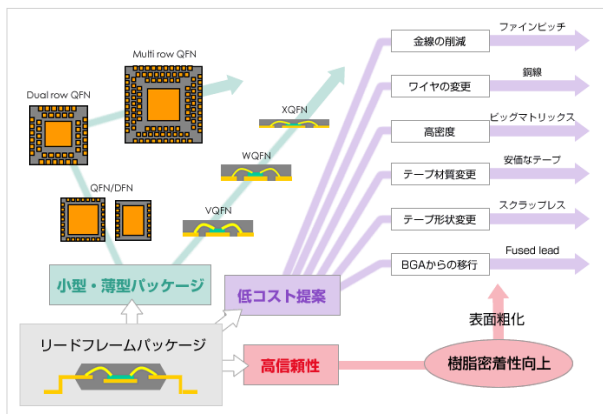 Multi row QFN
Dual row QFN
QFN/DFN
XQFN
WQFN
VQFN
小型・薄型パッケージ
低コスト提案
リードフレームパッケージ
高信頼性
金線の削減
ファインピッチ
ワイヤの変更
銅線
高密度
ビッグマトリックス
テープ材質変更
安価なテープ
テープ形状変更
スクラップレス
BGAからの移行
Fused lead
表面粗化
樹脂密着性向上